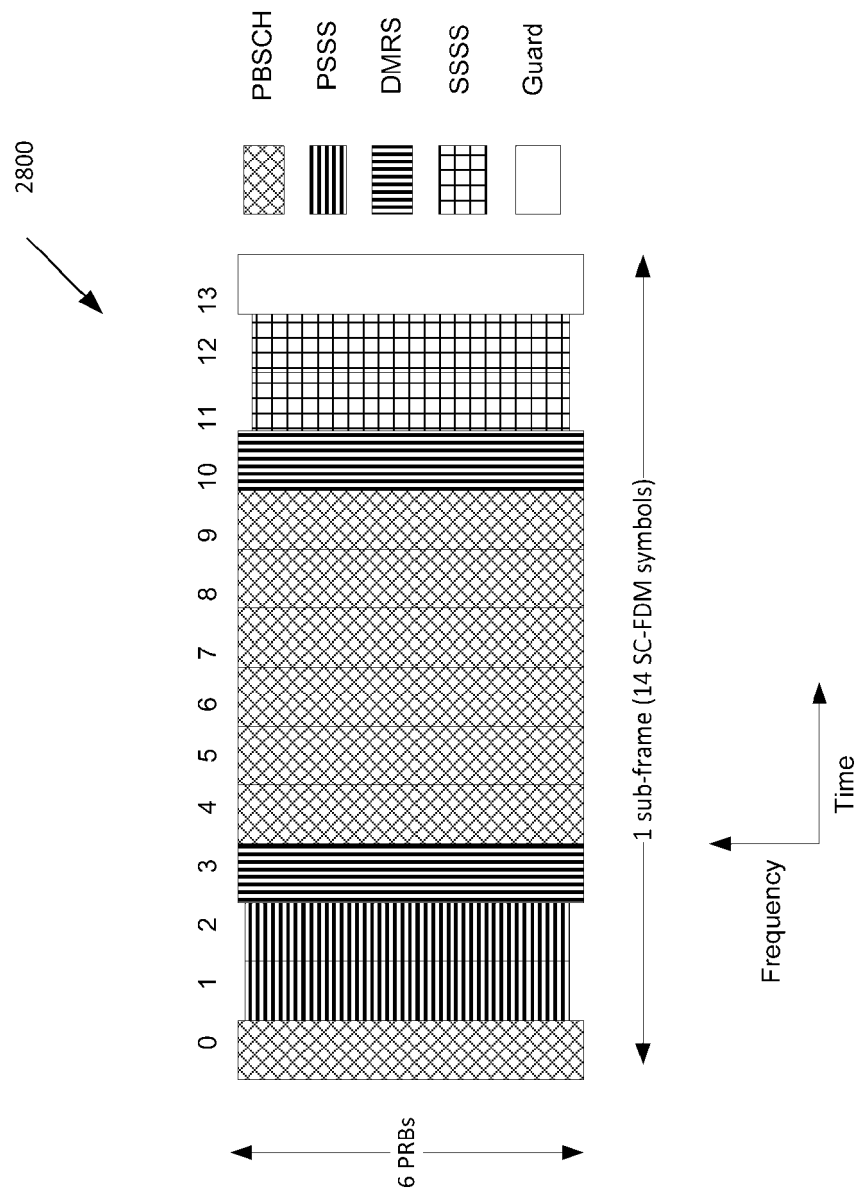 2800
PBSCH
PSSS
DMRS
SSSS
Guard
0 1 2 3 4 5 6 7 8 9 10 11 12 13
6 PRBs
1 sub-frame (14 SC-FDM symbols)
Frequency
Time